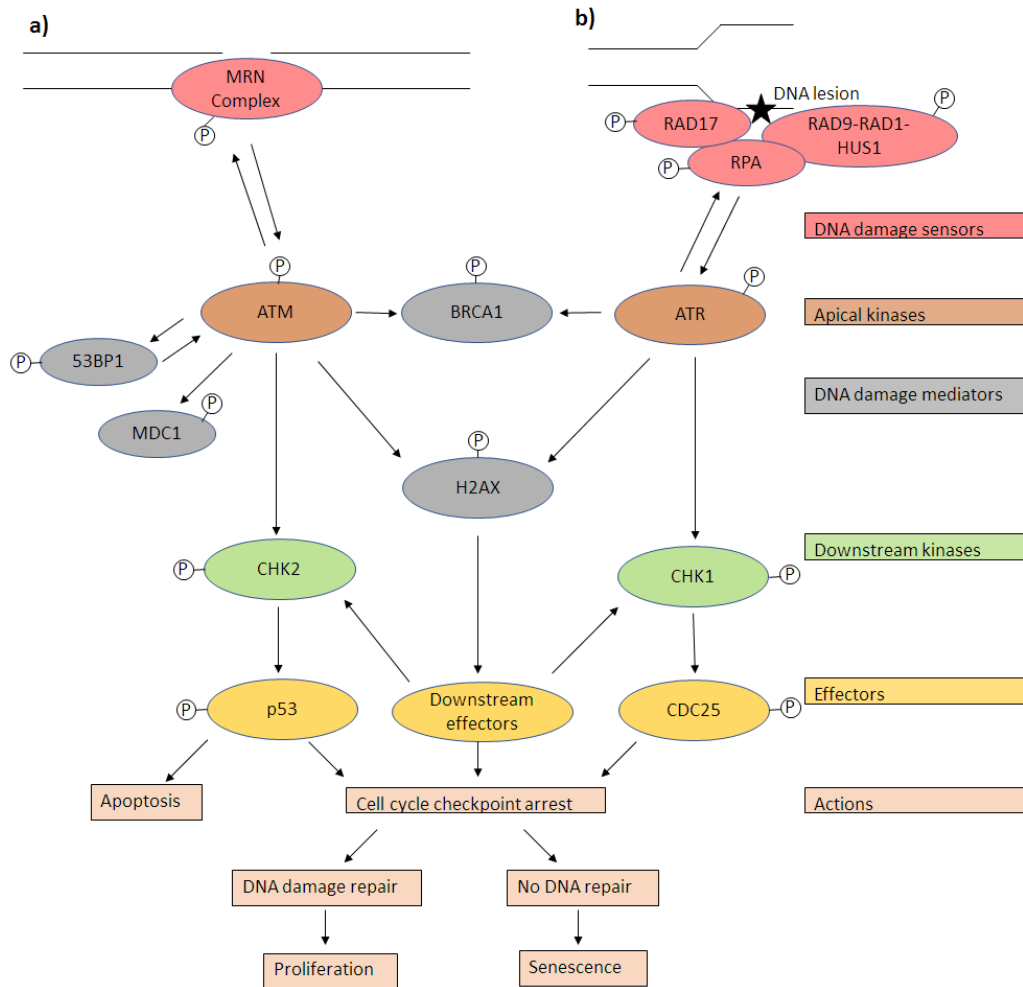 a)
b)
MRN
Complex
P
DNA lesion
P
RAD17
P
RAD9-RAD1-
HUS1
RPA
P
DNA damage sensors
P
ATM
P
BRCA1
P
ATR
Apical kinases
P
53BP1
P
MDC1
DNA damage mediators
P
H2AX
P
CHK2
CHK1
P
Downstream kinases
P
p53
Downstream
effectors
CDC25
P
Effectors
Apoptosis
Cell cycle checkpoint arrest
Actions
DNA damage repair
No DNA repair
Proliferation
Senescence